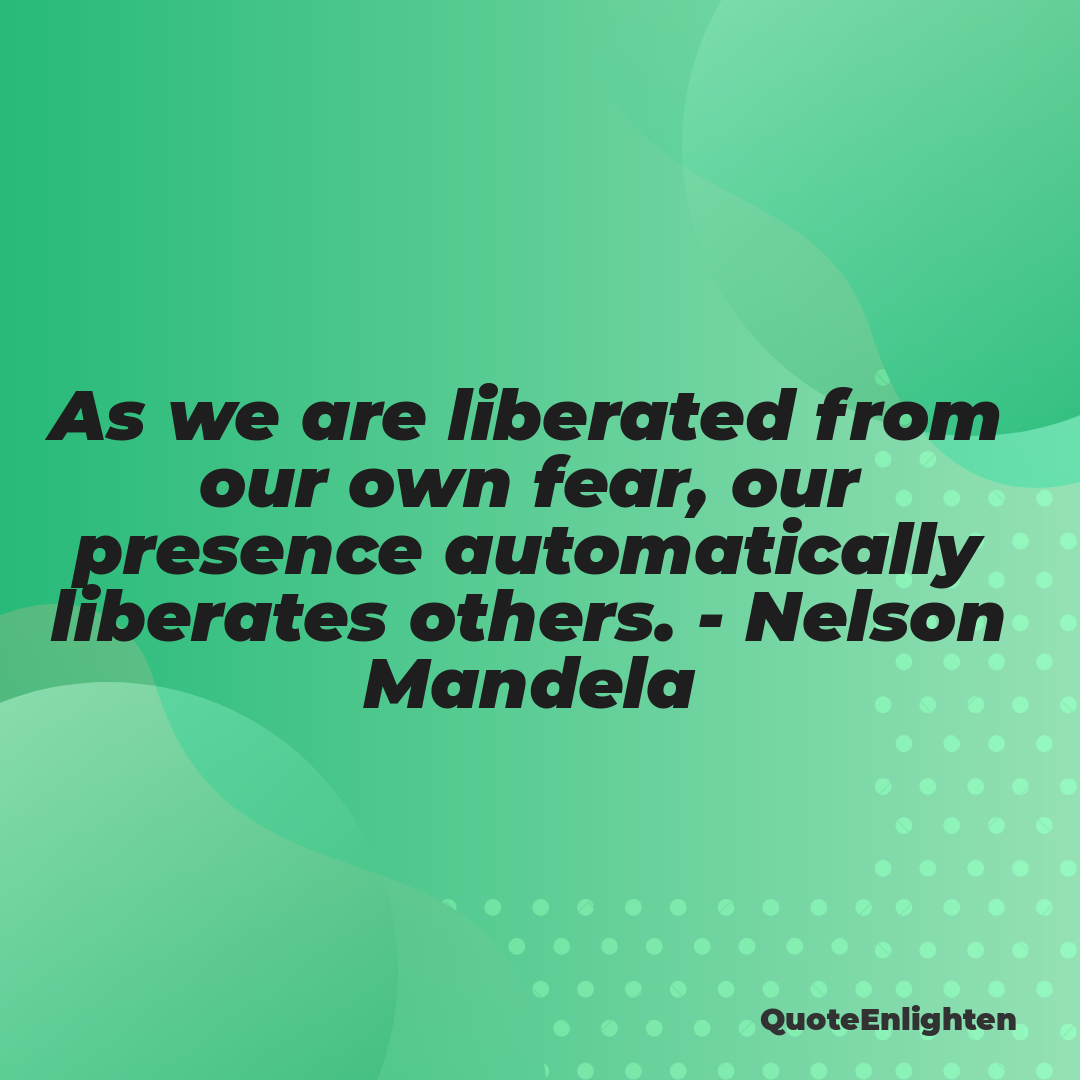 As we are liberated from
our own fear, our
presence automatically
liberates others. - Nelson
Mandela
QuoteEnlighten